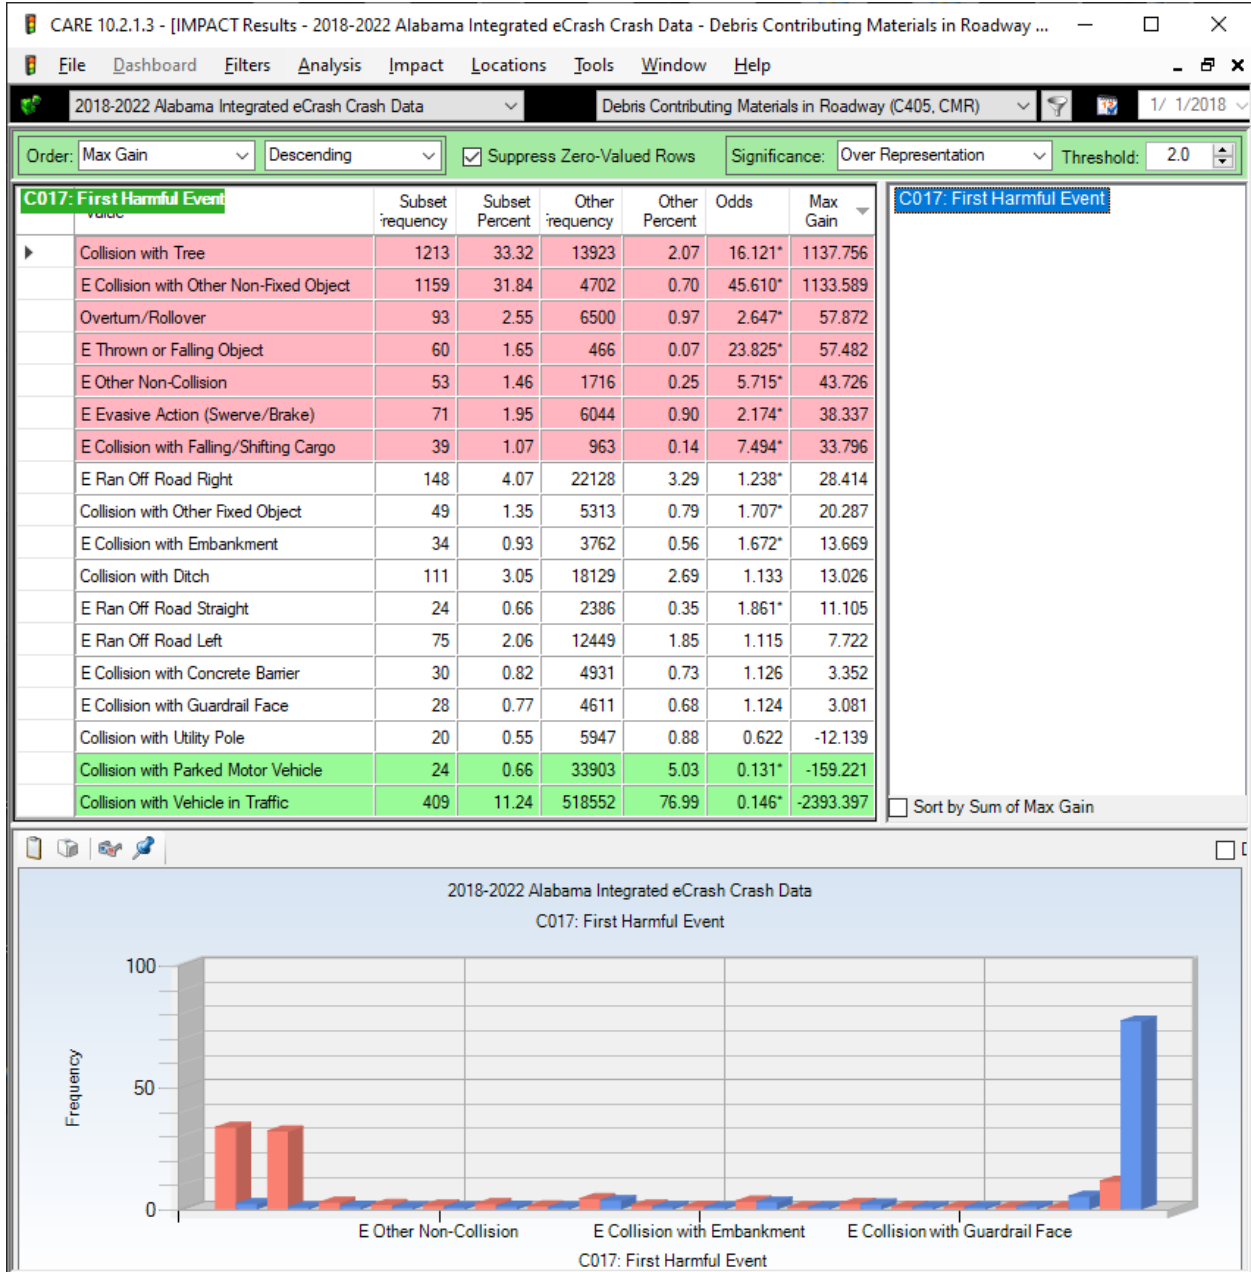 CARE 10.2.1.3 - [IMPACT Results - 2018-2022 Alabama Integrated eCrash Crash Data - Debris Contributing Materials in Roadway ...
File Dashboard Filters Analysis Impact Locations Tools Window Help
2018-2022 Alabama Integrated eCrash Crash Data Debris Contributing Materials in Roadway (C405, CMR) 1/ 1/2018
Order: Max Gain Descending Suppress Zero-Valued Rows Significance: Over Representation Threshold: 2.0
C017: First Harmful Event Subset Subset Other Other Odds Max C017: First Harmful Event
Value requency Percent requency Percent Gain
Collision with Tree 1213 33.32 13923 2.07 16.121* 1137.756
E Collision with Other Non-Fixed Object 1159 31.84 4702 0.70 45.610* 1133.589
Overturn/Rollover 93 2.55 6500 0.97 2.647* 57.872
E Thrown or Falling Object 60 1.65 466 0.07 23.825* 57.482
E Other Non-Collision 53 1.46 1716 0.25 5.715* 43.726
E Evasive Action (Swerve/Brake) 71 1.95 6044 0.90 2.174* 38.337
E Collision with Falling/Shifting Cargo 39 1.07 963 0.14 7.494* 33.796
E Ran Off Road Right 148 4.07 22128 3.29 1.238* 28.414
Collision with Other Fixed Object 49 1.35 5313 0.79 1.707* 20.287
E Collision with Embankment 34 0.93 3762 0.56 1.672* 13.669
Collision with Ditch 111 3.05 18129 2.69 1.133 13.026
E Ran Off Road Straight 24 0.66 2386 0.35 1.861* 11.105
E Ran Off Road Left 75 2.06 12449 1.85 1.115 7.722
E Collision with Concrete Barrier 30 0.82 4931 0.73 1.126 3.352
E Collision with Guardrail Face 28 0.77 4611 0.68 1.124 3.081
Collision with Utility Pole 20 0.55 5947 0.88 0.622 -12.139
Collision with Parked Motor Vehicle 24 0.66 33903 5.03 0.131* -159.221
Collision with Vehicle in Traffic 409 11.24 518552 76.99 0.146* -2393.397
Sort by Sum of Max Gain
2018-2022 Alabama Integrated eCrash Crash Data
C017: First Harmful Event
100
50
0
Frequency
E Other Non-Collision E Collision with Embankment E Collision with Guardrail Face
C017: First Harmful Event